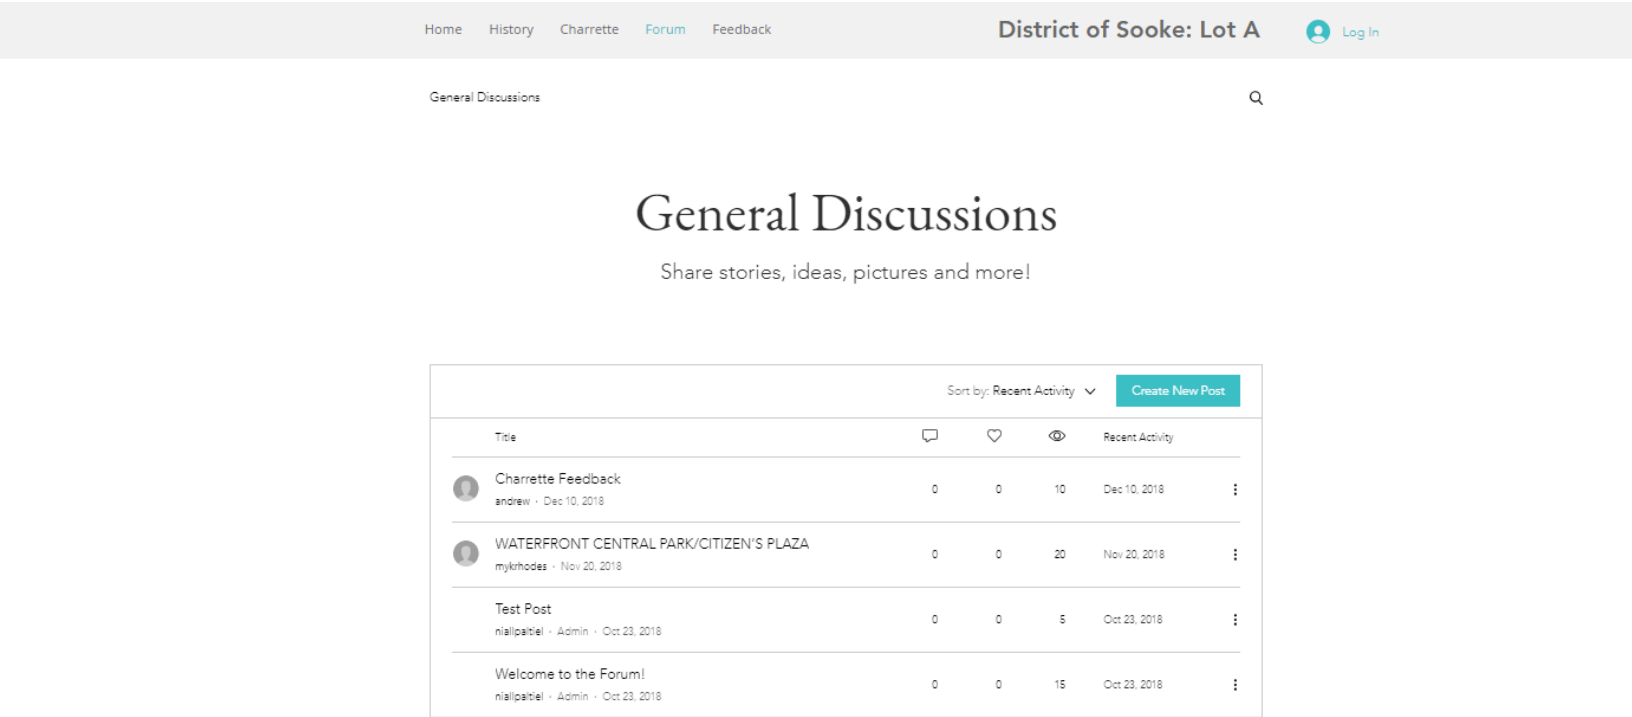 Home History Charrette Forum Feedback District of Sooke: Lot A Log In
General Discussions
General Discussions
Share stories, ideas, pictures and more!
Sort by: Recent Activity Create New Post
Title Recent Activity
Charrette Feedback
andrew · Dec 10, 2018
0 0 10 Dec 10, 2018
WATERFRONT CENTRAL PARK/CITIZEN'S PLAZA
mykrhodes · Nov 20, 2018
0 0 20 Nov 20, 2018
Test Post
niallpaltiel · Admin · Oct 23, 2018
0 0 5 Oct 23, 2018
Welcome to the Forum!
niallpaltiel · Admin · Oct 23, 2018
0 0 15 Oct 23, 2018